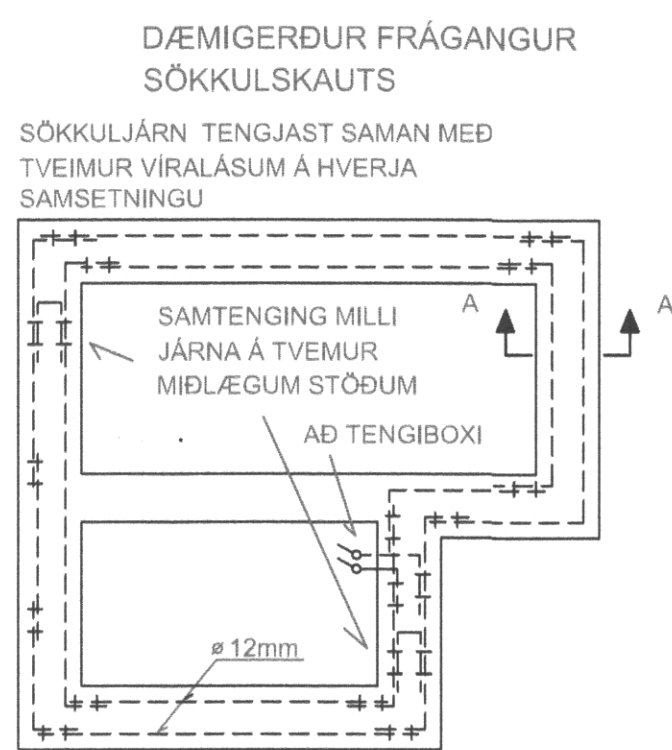 DÆMIGERÐUR FRÁGANGUR
SÖKKULSKAUTS
SÖKKULJÁRN TENGJAST SAMAN MEÐ
TVEIMUR VÍRALÁSUM Á HVERJA
SAMSETNINGU
A A
SAMTENGING MILLI
JÁRNA Á TVEMUR
MIÐLÆGUM STÖÐUM
AÐ TENGIBOXI
ø 12mm